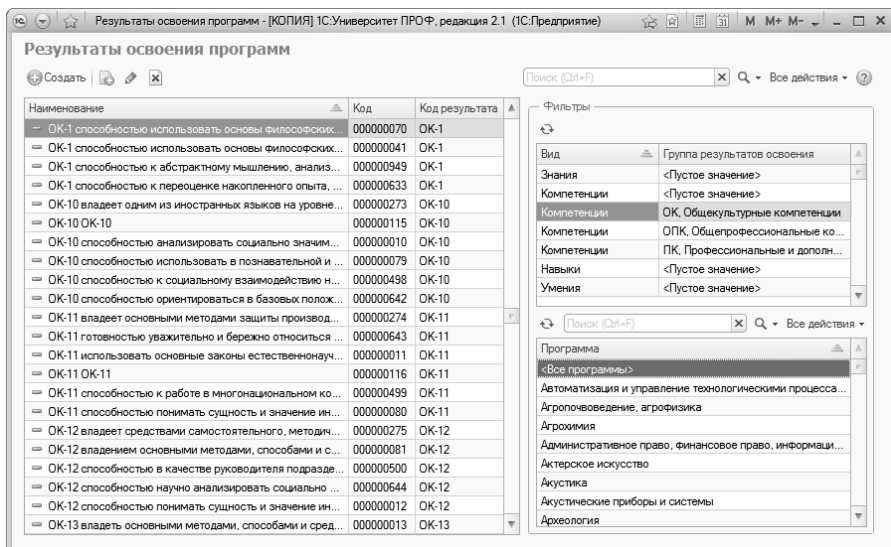 Результаты освоения программ - [КОПИЯ] 1С:Университет ПРОФ, редакция 2.1 (1С:Предприятие)
M M+ M-
Результаты освоения программ
Создать
Поиск (Ctrl+F)
Все действия
Наименование Код Код результата
ОК-1 способностью использовать основы философских... 000000070 ОК-1
ОК-1 способностью использовать основы философских... 000000041 ОК-1
ОК-1 способностью к абстрактному мышлению, анализ... 000000949 ОК-1
ОК-1 способностью к переоценке накопленного опыта, ... 000000633 ОК-1
ОК-10 владеет одним из иностранных языков на уровне... 000000273 ОК-10
ОК-10 ОК-10 000000115 ОК-10
ОК-10 способностью анализировать социально значим... 000000010 ОК-10
ОК-10 способностью использовать в познавательной и ... 000000079 ОК-10
ОК-10 способностью к социальному взаимодействию н... 000000498 ОК-10
ОК-10 способностью ориентироваться в базовых полож... 000000642 ОК-10
ОК-11 владеет основными методами защиты производ... 000000274 ОК-11
ОК-11 готовностью уважительно и бережно относиться ... 000000643 ОК-11
ОК-11 использовать основные законы естественнонауч... 000000011 ОК-11
ОК-11 ОК-11 000000116 ОК-11
ОК-11 способностью к работе в многонациональном ко... 000000499 ОК-11
ОК-11 способностью понимать сущность и значение ин... 000000080 ОК-11
ОК-12 владеет средствами самостоятельного, методич... 000000275 ОК-12
ОК-12 владением основными методами, способами и с... 000000081 ОК-12
ОК-12 способностью в качестве руководителя подразде... 000000500 ОК-12
ОК-12 способностью научно анализировать социально ... 000000644 ОК-12
ОК-12 способностью понимать сущность и значение ин... 000000012 ОК-12
ОК-13 владеть основными методами, способами и сред... 000000013 ОК-13
Фильтры
Вид Группа результатов освоения
Знания <Пустое значение>
Компетенции <Пустое значение>
Компетенции ОК, Общекультурные компетенции
Компетенции ОПК, Общепрофессиональные ко...
Компетенции ПК, Профессиональные и дополн...
Навыки <Пустое значение>
Умения <Пустое значение>
Поиск (Ctrl+F)
Все действия
Программа
<Все программы>
Автоматизация и управление технологическими процесса...
Агропочвоведение, агрофизика
Агрохимия
Административное право, финансовое право, информаци...
Актерское искусство
Акустика
Акустические приборы и системы
Археология